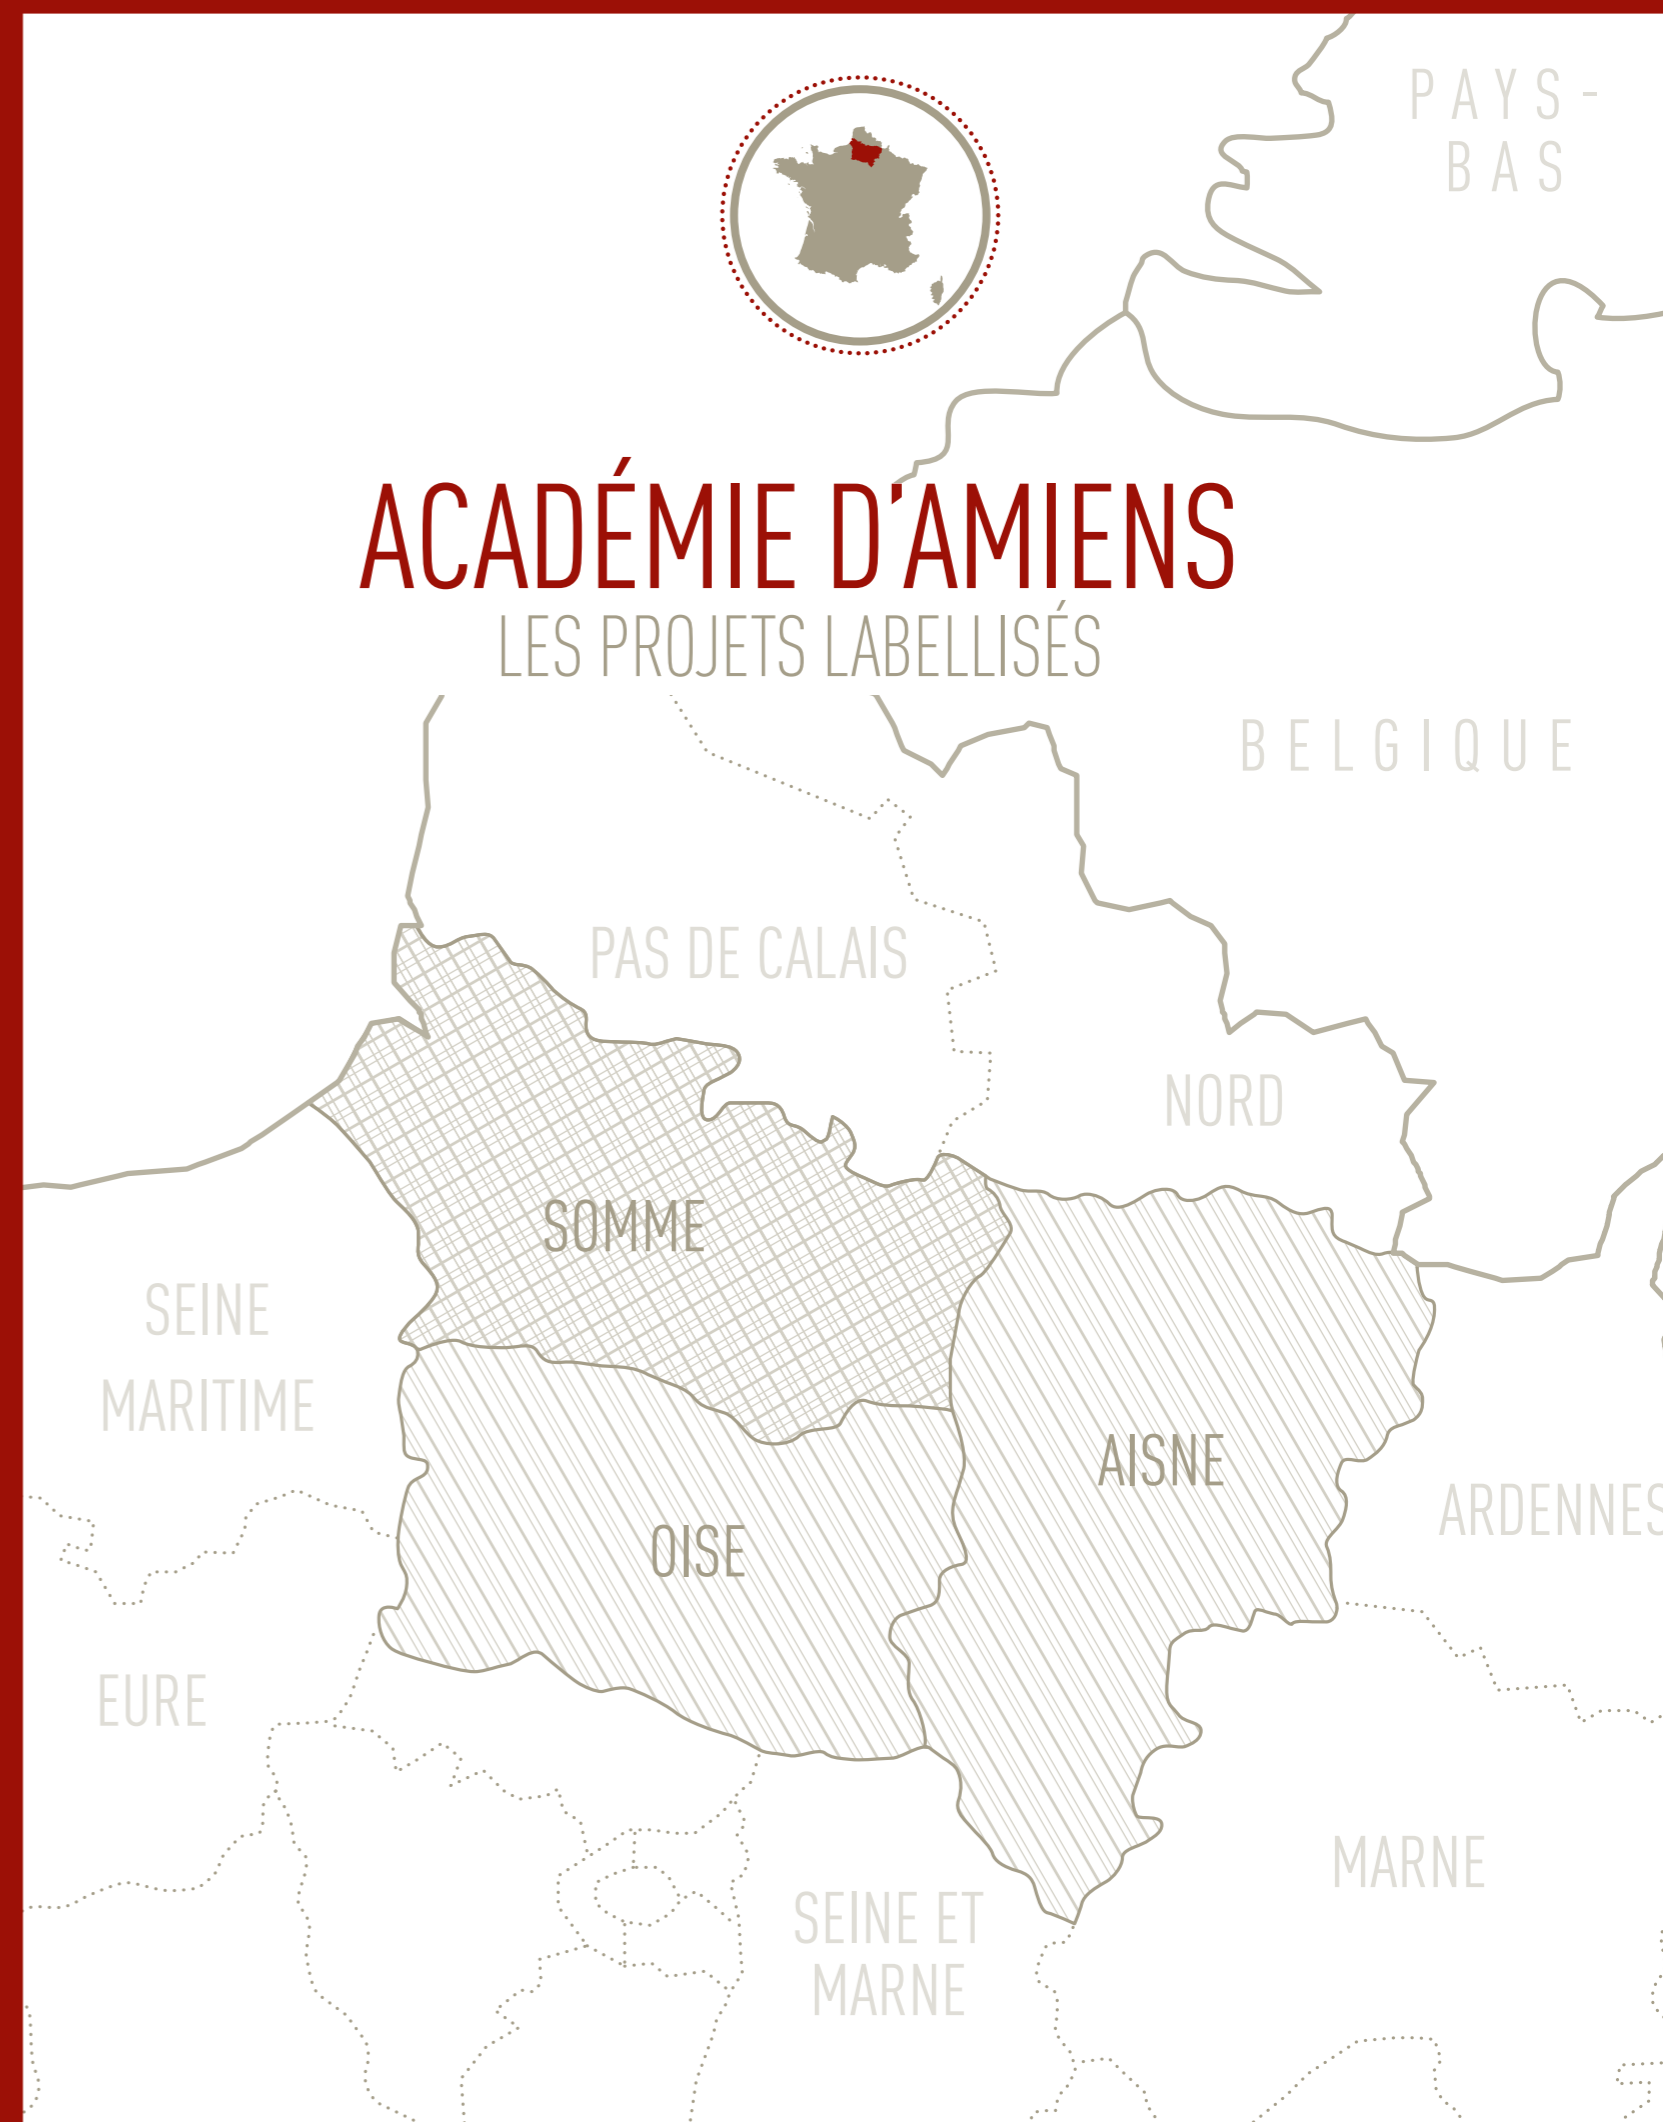 PAYS-
BAS
ACADÉMIE D'AMIENS
LES PROJETS LABELLISÉS
BELGIQUE
PAS DE CALAIS
NORD
SOMME
SEINE
MARITIME
AISNE
ARDENNES
OISE
EURE
MARNE
SEINE ET
MARNE